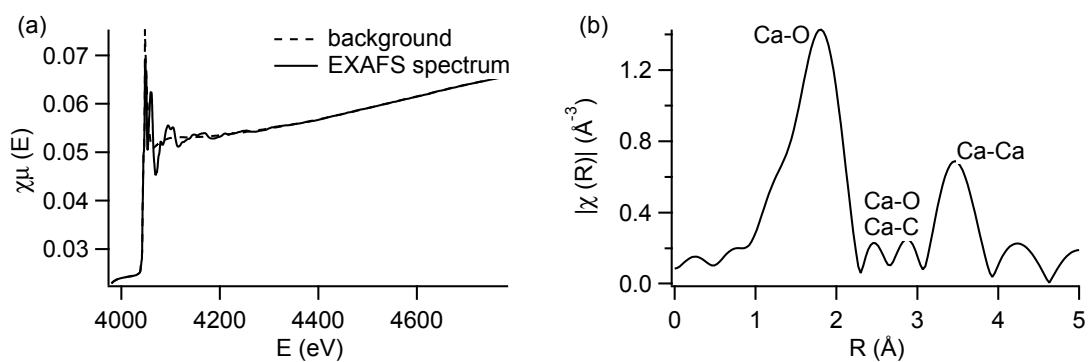 (a)
background
EXAFS spectrum
0.07
0.06
0.05
0.04
0.03
χμ (E)
4000
4200
4400
4600
E (eV)
(b)
Ca-O
Ca-O
Ca-C
Ca-Ca
1.2
0.8
0.4
0.0
|χ (R)| (Å⁻³)
0
1
2
3
4
5
R (Å)